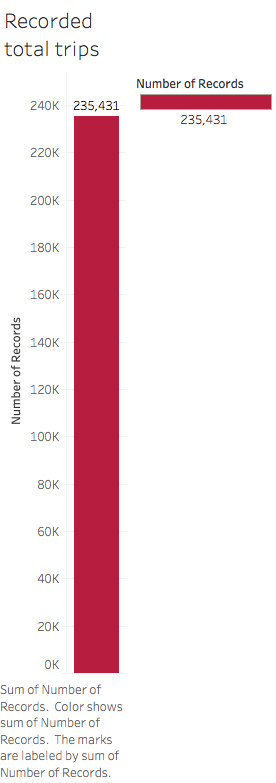 Recorded
total trips
Number of Records
235,431
240K
235,431
220K
200K
180K
160K
140K
120K
100K
80K
60K
40K
20K
0K
Number of Records
Sum of Number of
Records.  Color shows
sum of Number of
Records.  The marks
are labeled by sum of
Number of Records.